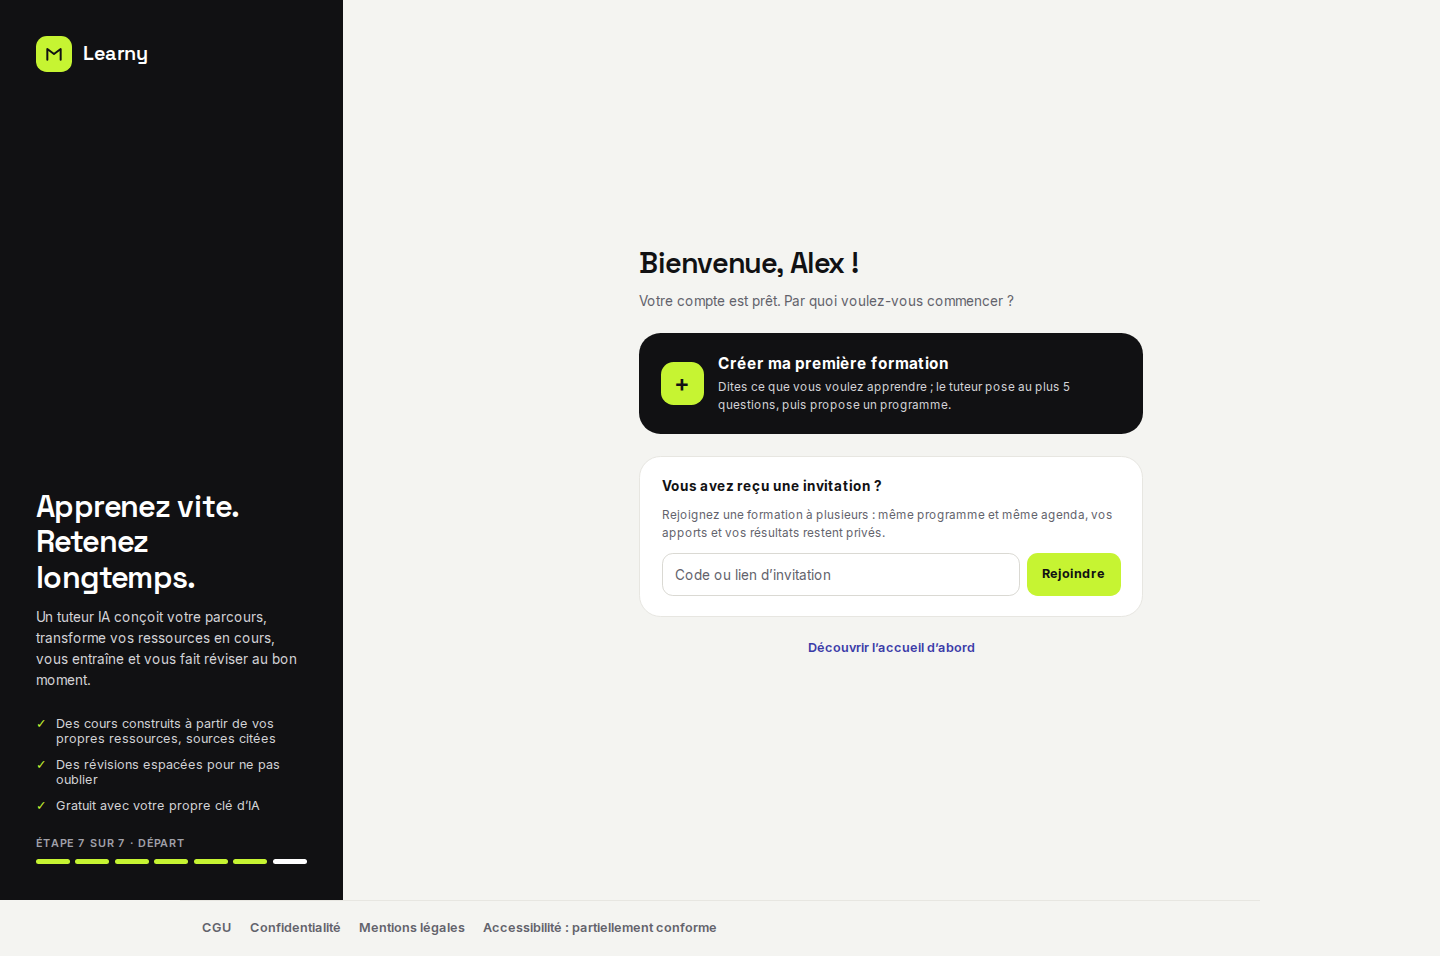 Learny
Apprenez vite.
Retenez
longtemps.
Un tuteur IA conçoit votre parcours,
transforme vos ressources en cours,
vous entraîne et vous fait réviser au bon
moment.
✓ Des cours construits à partir de vos
propres ressources, sources citées
✓ Des révisions espacées pour ne pas
oublier
✓ Gratuit avec votre propre clé d’IA
ÉTAPE 7 SUR 7 · DÉPART
Bienvenue, Alex !
Votre compte est prêt. Par quoi voulez-vous commencer ?
+
Créer ma première formation
Dites ce que vous voulez apprendre ; le tuteur pose au plus 5
questions, puis propose un programme.
Vous avez reçu une invitation ?
Rejoignez une formation à plusieurs : même programme et même agenda, vos
apports et vos résultats restent privés.
Code ou lien d’invitation
Rejoindre
Découvrir l’accueil d’abord
CGU Confidentialité Mentions légales Accessibilité : partiellement conforme